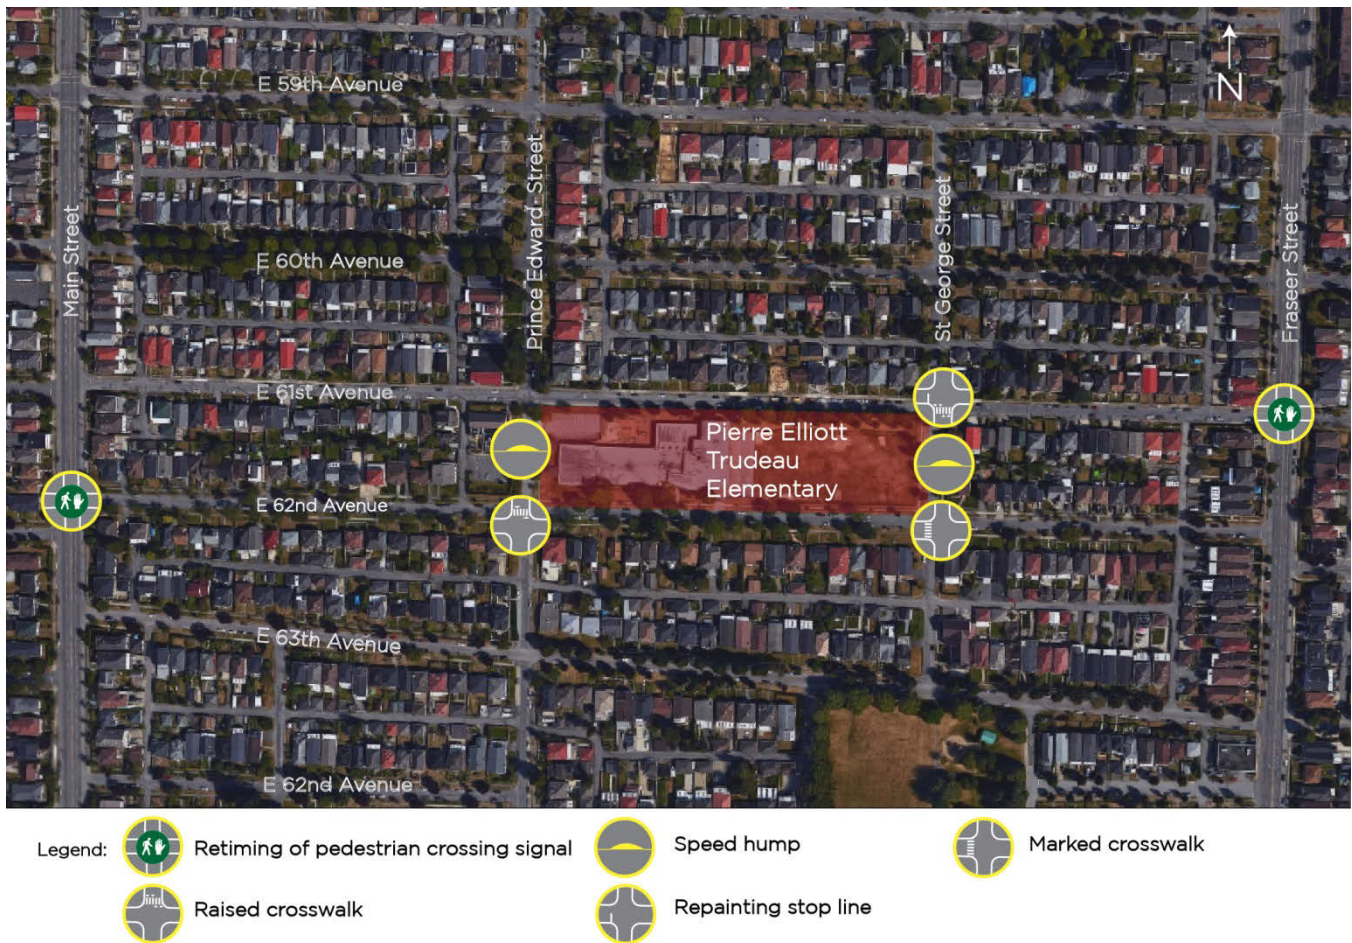 E 59th Avenue
N
Main Street
Prince Edward Street
St George Street
Fraseer Street
E 60th Avenue
E 61st Avenue
Pierre Elliott
Trudeau
Elementary
E 62nd Avenue
E 63th Avenue
E 62nd Avenue
Legend:
Retiming of pedestrian crossing signal
Speed hump
Marked crosswalk
Raised crosswalk
Repainting stop line